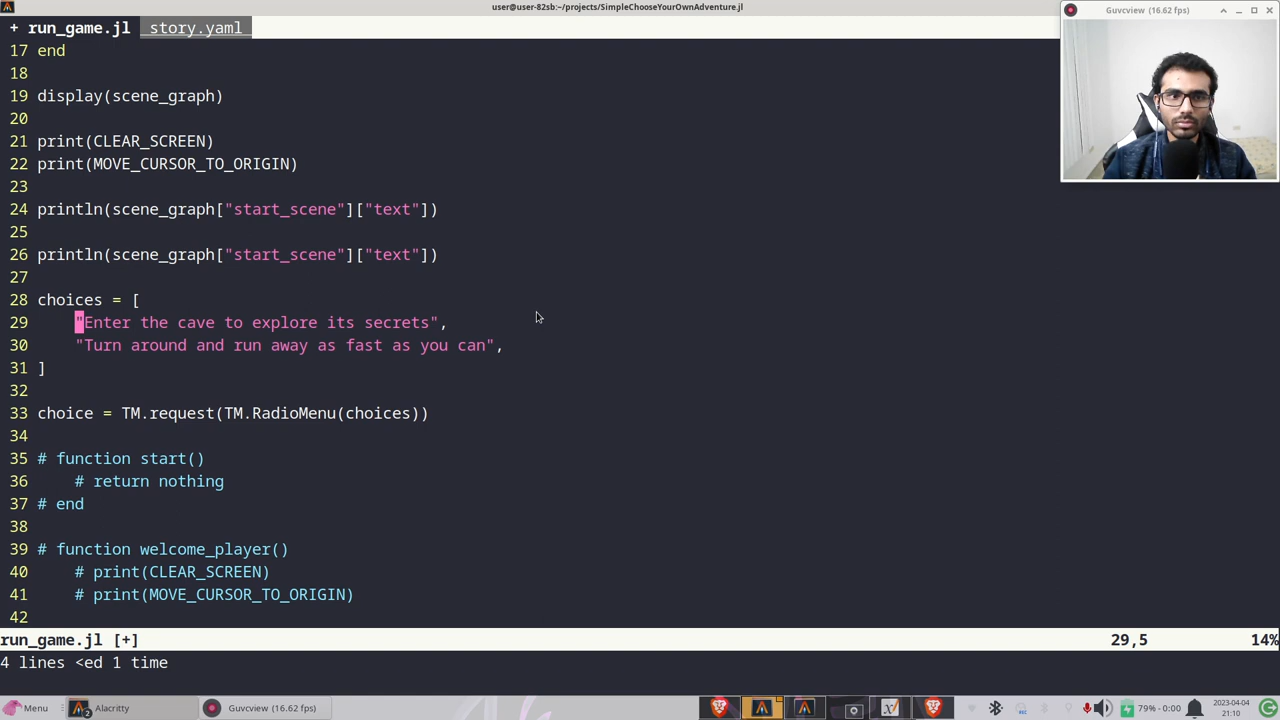 user@user-82sb:~/projects/SimpleChooseYourOwnAdventure.jl
+ run_game.jl story.yaml
Guvcview (16.62 fps)
17 end
18
19 display(scene_graph)
20
21 print(CLEAR_SCREEN)
22 print(MOVE_CURSOR_TO_ORIGIN)
23
24 println(scene_graph["start_scene"]["text"])
25
26 println(scene_graph["start_scene"]["text"])
27
28 choices = [
29 "Enter the cave to explore its secrets",
30 "Turn around and run away as fast as you can",
31 ]
32
33 choice = TM.request(TM.RadioMenu(choices))
34
35 # function start()
36 # return nothing
37 # end
38
39 # function welcome_player()
40 # print(CLEAR_SCREEN)
41 # print(MOVE_CURSOR_TO_ORIGIN)
42
run_game.jl [+] 29,5 14%
4 lines <ed 1 time
Menu Alacritty Guvcview (16.62 fps) 79% - 0:00 2023-04-04
21:10